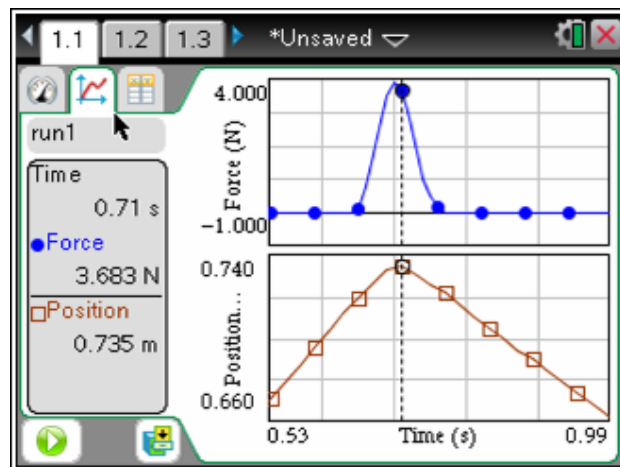 1.1 1.2 1.3 *Unsaved
run1
Time
0.71 s
Force
3.683 N
Position
0.735 m
4.000
Force (N)
-1.000
0.740
Position...
0.660
0.53 Time (s) 0.99